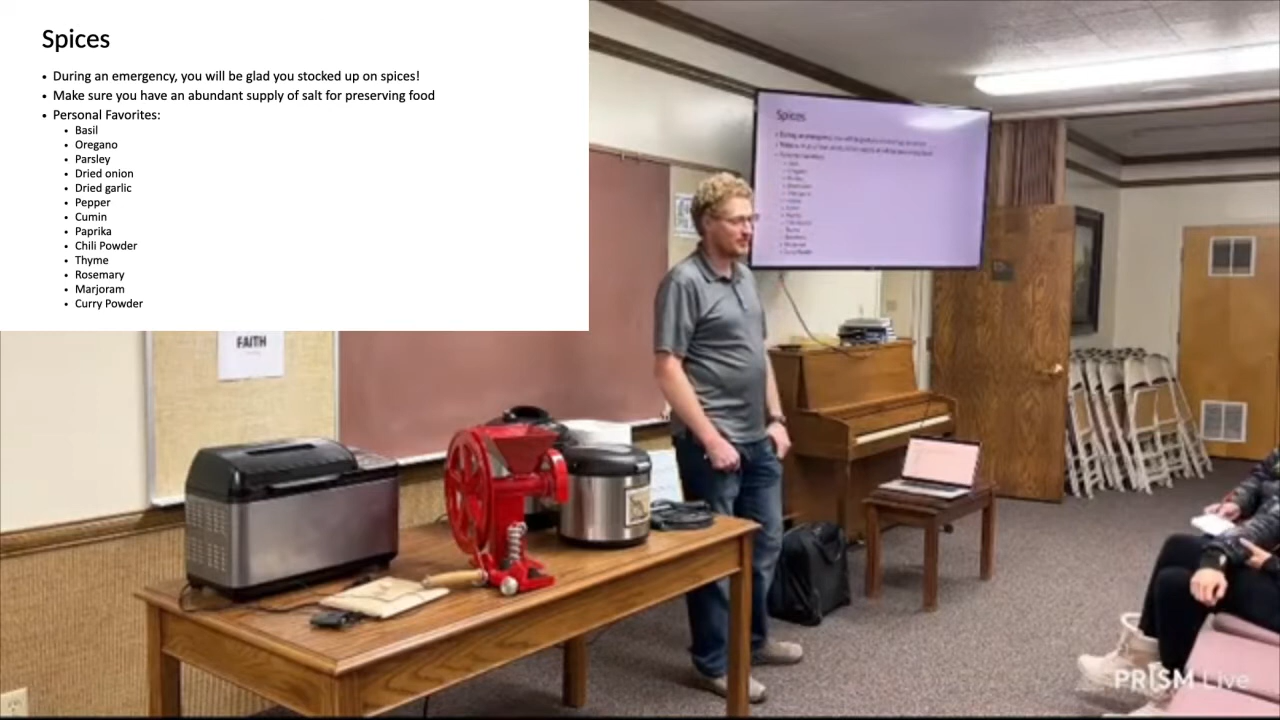 Spices
• During an emergency, you will be glad you stocked up on spices!
• Make sure you have an abundant supply of salt for preserving food
• Personal Favorites:
• Basil
• Oregano
• Parsley
• Dried onion
• Dried garlic
• Pepper
• Cumin
• Paprika
• Chili Powder
• Thyme
• Rosemary
• Marjoram
• Curry Powder
Spices
FAITH
PRISM Live